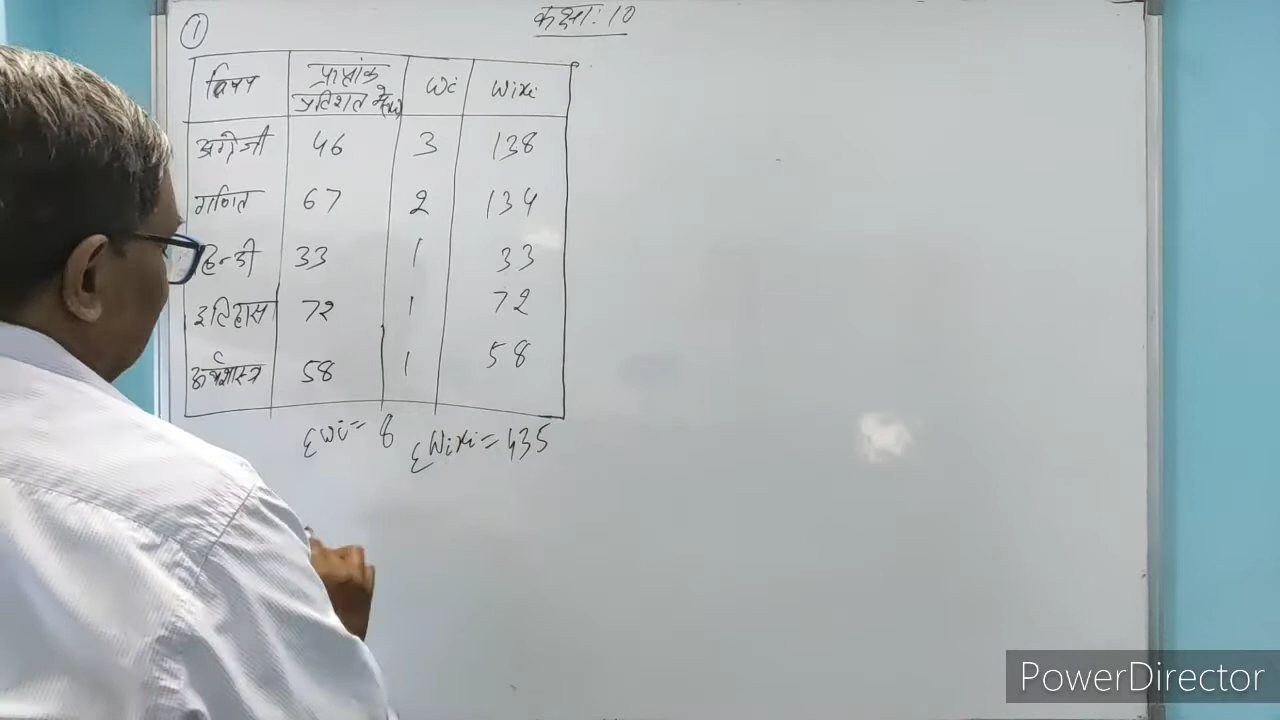 कक्षा: 10
①
विषय प्राप्तांक प्रतिशत में(xi) Wi Wixi
अंग्रेजी 46 3 138
गणित 67 2 134
हिन्दी 33 1 33
इतिहास 72 1 72
अर्थशास्त्र 58 1 58
Σwi = 8 Σwixi = 435
PowerDirector